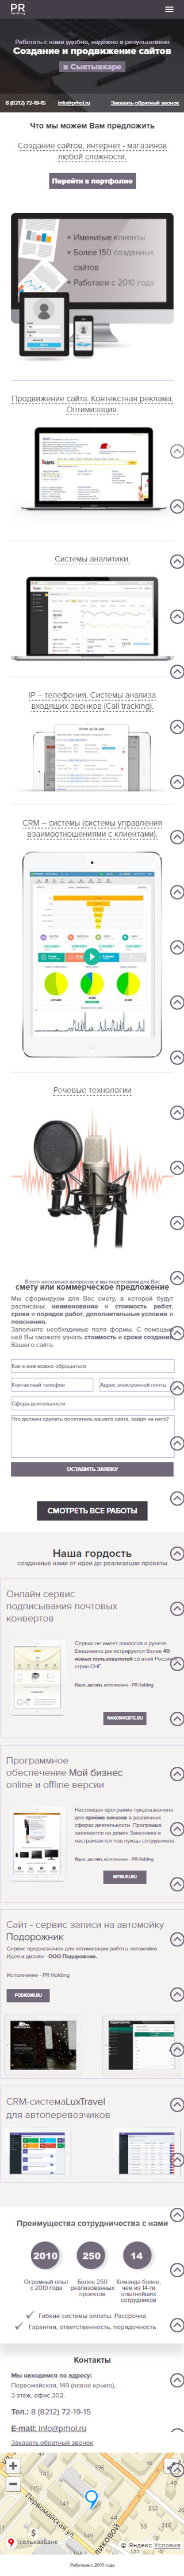 PR
Работать с нами удобно, надёжно и результативно
Создание и продвижение сайтов
в Сыктывкаре
8 (8212) 72-19-15 info@prhol.ru Заказать обратный звонок
Что мы можем Вам предложить
Создание сайтов, интернет - магазинов
любой сложности.
Перейти в портфолио
+ Именитые клиенты
+ Более 150 созданных
сайтов
+ Работаем с 2010 года
Продвижение сайта. Контекстная реклама.
Оптимизация.
Системы аналитики.
IP – телефония. Системы анализа
входящих звонков (Call tracking).
CRM – системы (системы управления
взаимоотношениями с клиентами).
Речевые технологии
Всего несколько вопросов и мы подготовим для Вас
смету или коммерческое предложение
Мы сформируем для Вас смету, в которой будут
расписаны: наименование и стоимость работ,
сроки и порядок работ, дополнительные условия и
пояснения.
Заполните необходимые поля формы. С помощью
неё Вы сможете узнать стоимость и сроки создания
Вашего сайта.
Как к вам можно обращаться
Контактный телефон Адрес электронной почты
Сфера деятельности
Что должен сделать посетитель вашего сайта, зайдя на него?
ОСТАВИТЬ ЗАЯВКУ
СМОТРЕТЬ ВСЕ РАБОТЫ
Наша гордость
созданные нами от идеи до реализации проекты
Онлайн сервис
подписывания почтовых
конвертов
Сервис не имеет аналогов в рунете.
Ежедневно регистрируется более 40
новых пользователей со всей России и
стран СНГ.
Идея, дизайн, исполнение - PR Holding
NAKONVERTE.RU
Программное
обеспечение Мой бизнес
online и offline версии
Настоящая программа предназначена
для приёма заказов в различных
сферах деятельности. Программа
заливается на домен Заказчика и
настраивается под нужды сотрудников.
Идея, дизайн, исполнение - PR Holding
MYBUSI.RU
Сайт - сервис записи на автомойку
Подорожник
Сервис предназначен для оптимизации работы автомойки.
Идея и дизайн - ООО Подорожник.
Исполнение - PR Holding
PODKOMI.RU
CRM-системаLuxTravel
для автоперевозчиков
Преимущества сотрудничества с нами
2010 250 14
Огромный опыт
с 2010 года
Более 250
реализованных
проектов
Команда более,
чем из 14-ти
опытнейших
сотрудников
Гибкие системы оплаты. Рассрочка
Гарантии, ответственность, порядочность
Контакты
Мы находимся по адресу:
Первомайская, 149 (левое крыло),
3 этаж, офис 302.
Тел.: 8 (8212) 72-19-15
E-mail: info@prhol.ru
Заказать обратный звонок
141
147
Первомайская
212
© Яндекс Условия
Работаем с 2010 года